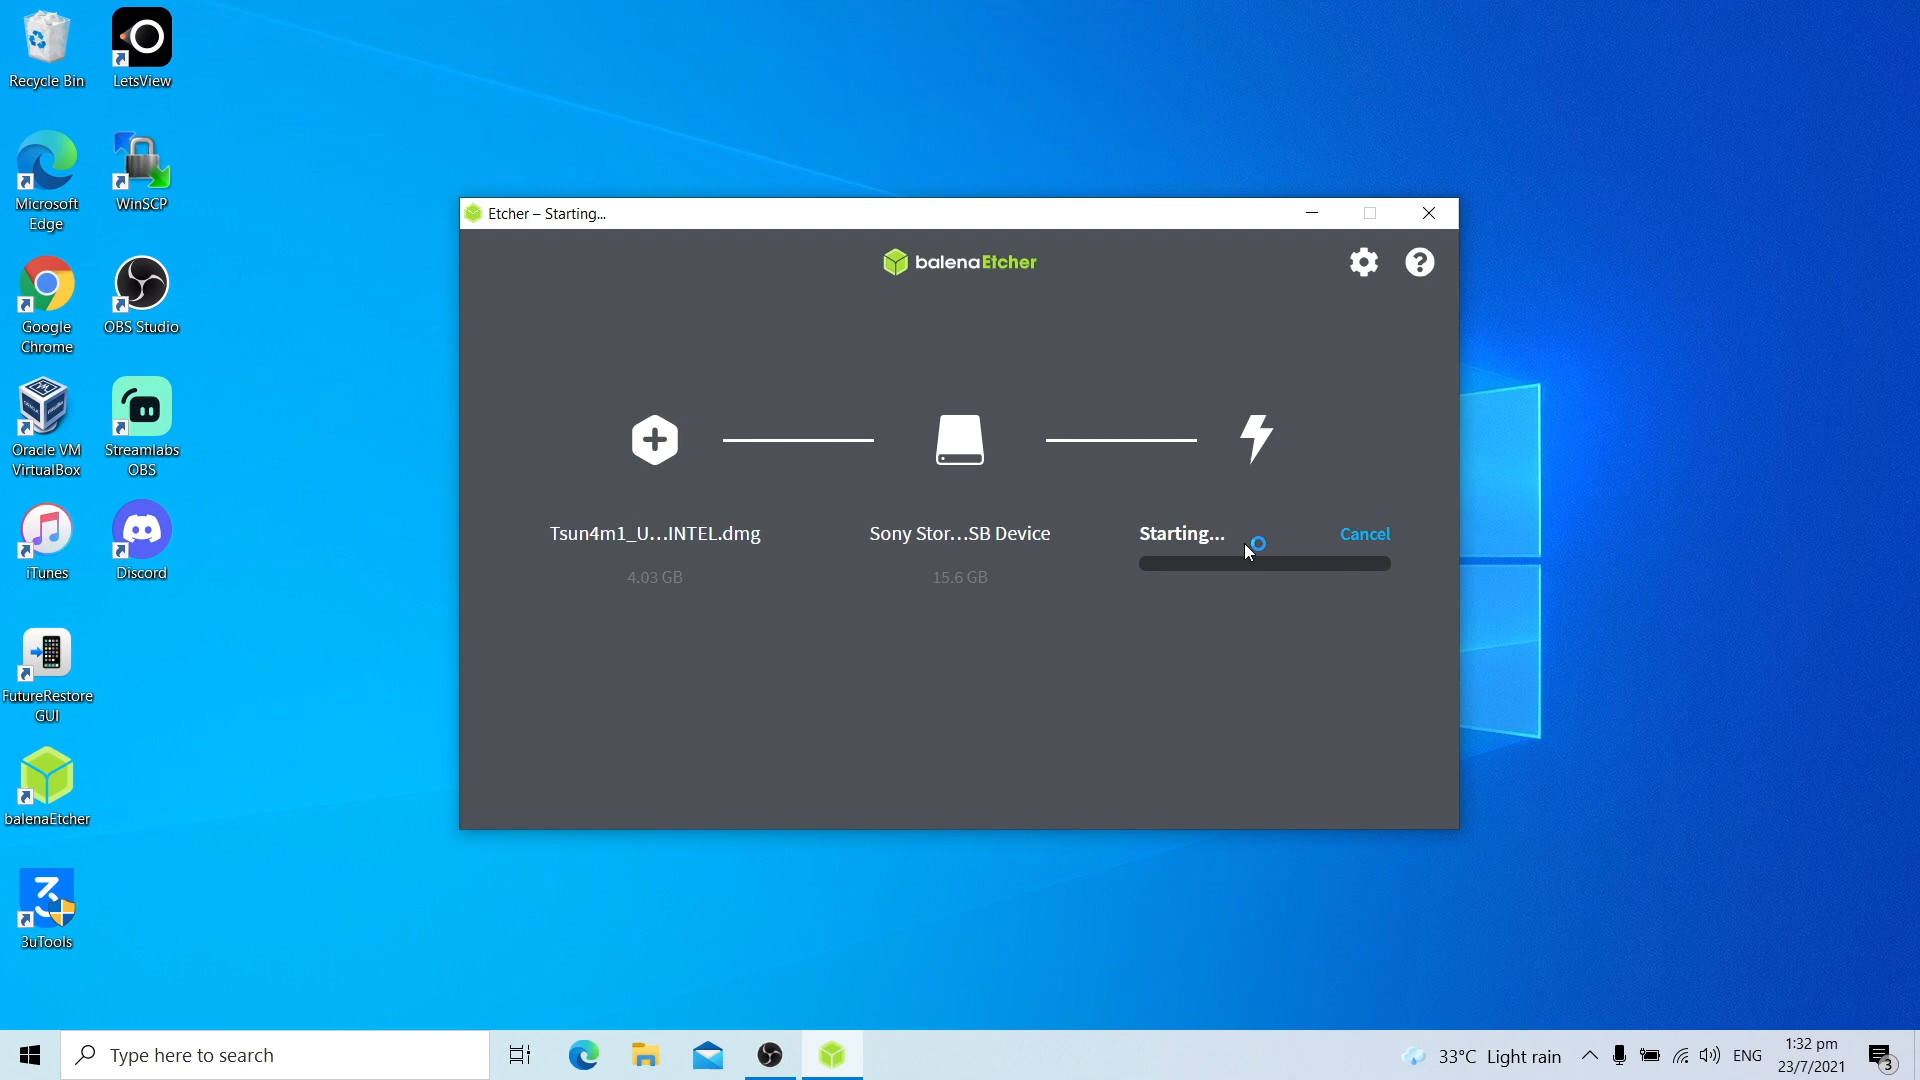 Recycle Bin
LetsView
Microsoft
Edge
WinSCP
Google
Chrome
OBS Studio
Oracle VM
VirtualBox
Streamlabs
OBS
iTunes
Discord
FutureRestore
GUI
balenaEtcher
3uTools
Etcher – Starting...
balenaEtcher
Tsun4m1_U...INTEL.dmg
4.03 GB
Sony Stor...SB Device
15.6 GB
Starting...
Cancel
Type here to search
33°C Light rain
ENG
1:32 pm
23/7/2021
3